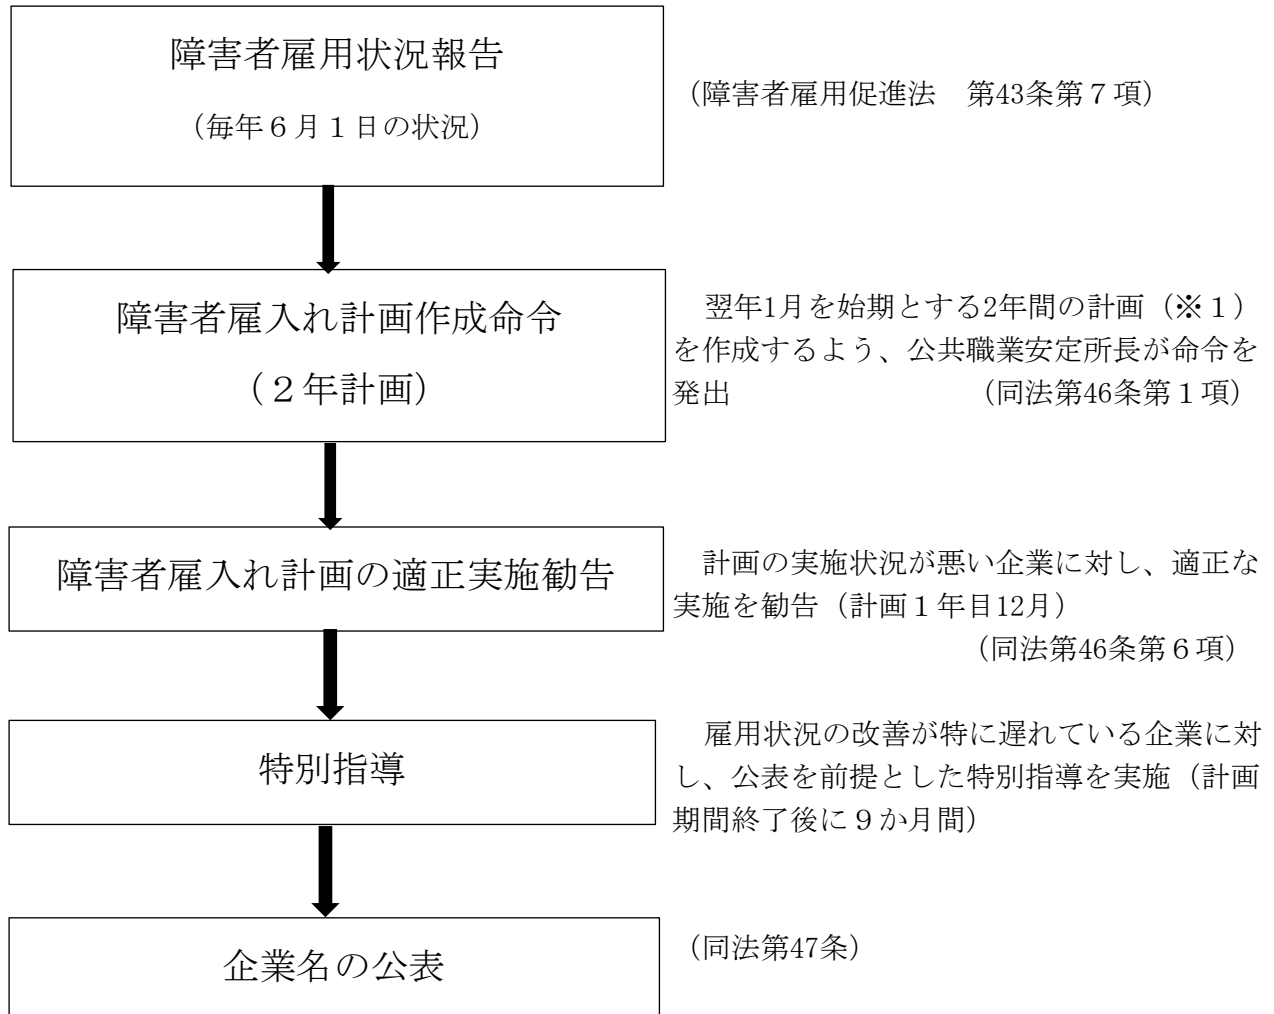 障害者雇用状況報告
（毎年６月１日の状況）
（障害者雇用促進法　第43条第７項）
障害者雇入れ計画作成命令
（２年計画）
翌年1月を始期とする2年間の計画（※１）
を作成するよう、公共職業安定所長が命令を
発出　　　　　　　　　　（同法第46条第１項）
障害者雇入れ計画の適正実施勧告
計画の実施状況が悪い企業に対し、適正な
実施を勧告（計画１年目12月）
（同法第46条第６項）
特別指導
雇用状況の改善が特に遅れている企業に対
し、公表を前提とした特別指導を実施（計画
期間終了後に９か月間）
企業名の公表
（同法第47条）